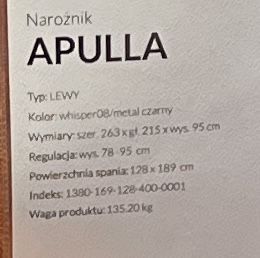 Narożnik
APULLA
Typ: LEWY
Kolor: whisper08/metal czarny
Wymiary: szer. 263 x gł. 215 x wys. 95 cm
Regulacja: wys. 78-95 cm
Powierzchnia spania: 128 x 189 cm
Indeks: 1380-169-128-400-0001
Waga produktu: 135.20 kg